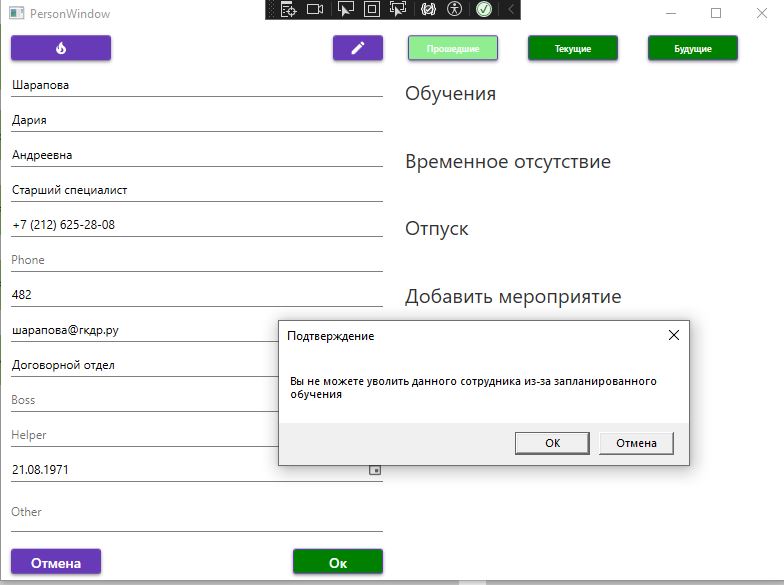 PersonWindow
Прошедшие
Текущие
Будущие
Шарапова
Дария
Андреевна
Старший специалист
+7 (212) 625-28-08
Phone
482
шарапова@гкдр.ру
Договорной отдел
Boss
Helper
21.08.1971
Other
Отмена
Ок
Обучения
Временное отсутствие
Отпуск
Добавить мероприятие
Подтверждение
Вы не можете уволить данного сотрудника из-за запланированного
обучения
ОК
Отмена